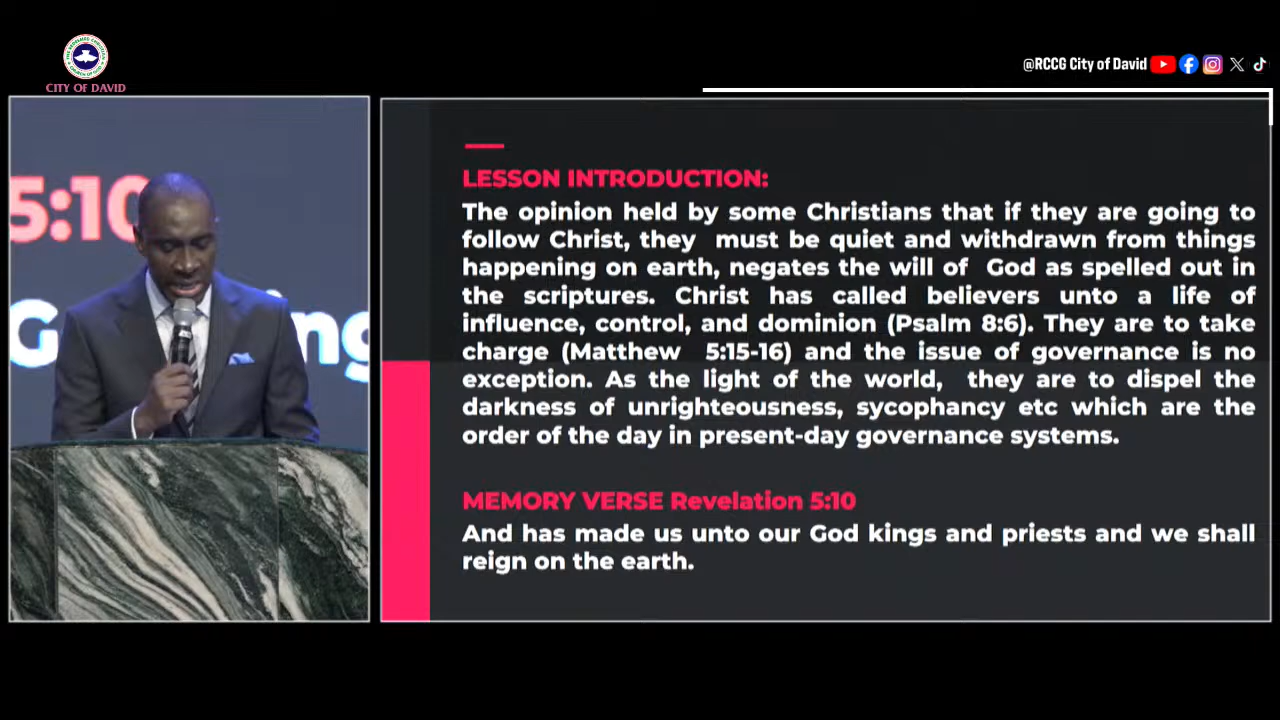 CITY OF DAVID
@RCCG City of David
5:10
G
ng
LESSON INTRODUCTION:
The opinion held by some Christians that if they are going to
follow Christ, they must be quiet and withdrawn from things
happening on earth, negates the will of God as spelled out in
the scriptures. Christ has called believers unto a life of
influence, control, and dominion (Psalm 8:6). They are to take
charge (Matthew 5:15-16) and the issue of governance is no
exception. As the light of the world, they are to dispel the
darkness of unrighteousness, sycophancy etc which are the
order of the day in present-day governance systems.
MEMORY VERSE Revelation 5:10
And has made us unto our God kings and priests and we shall
reign on the earth.